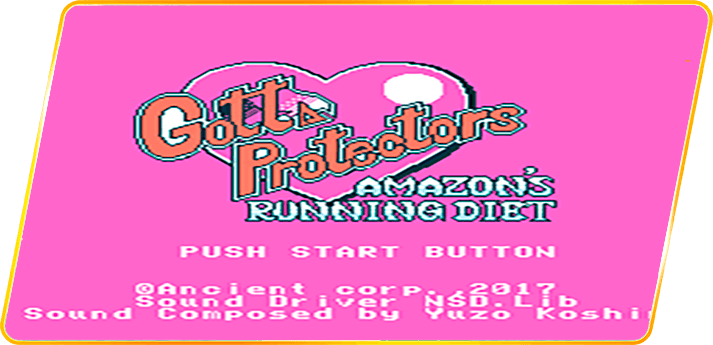 Gotta
Protectors
AMAZON'S
RUNNING DIET
PUSH START BUTTON
©Ancient corp.,2017
Sound Driver NSD.Lib
Sound Composed by Yuzo Koshi